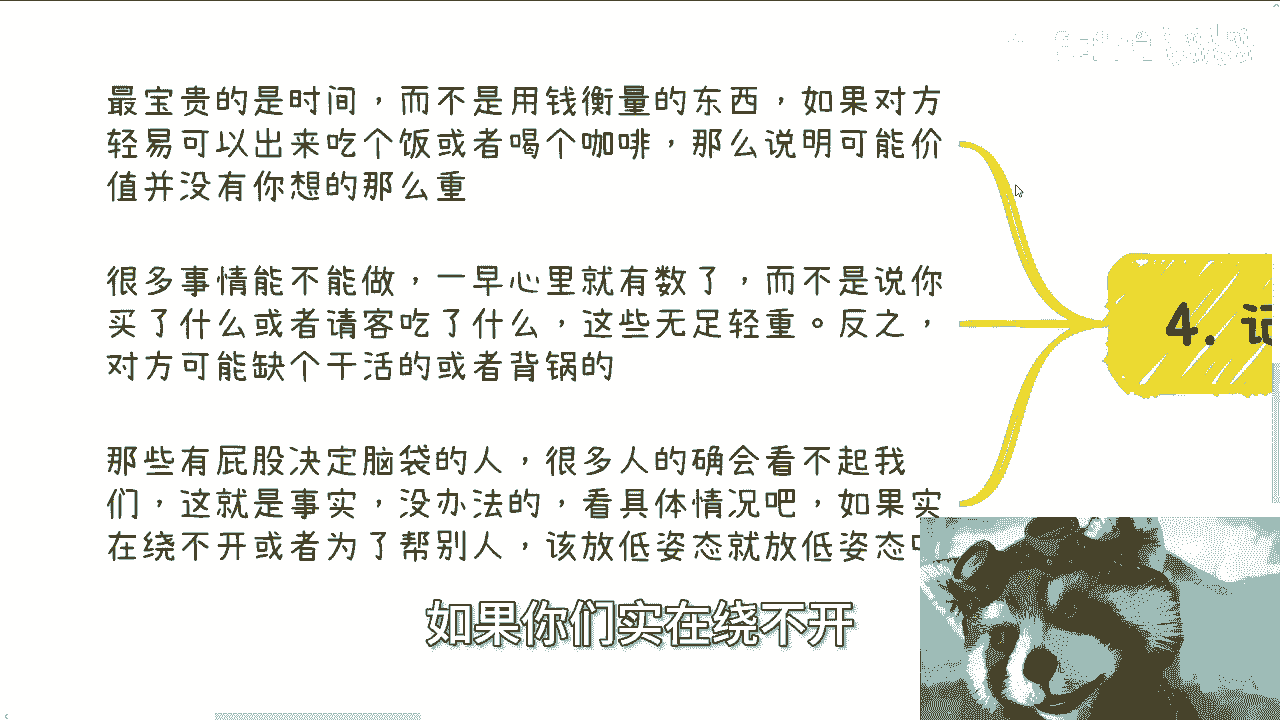 最宝贵的是时间，而不是用钱衡量的东西，如果对方
轻易可以出来吃个饭或者喝个咖啡，那么说明可能价
值并没有你想的那么重
很多事情能不能做，一早心里就有数了，而不是说你
买了什么或者请客吃了什么，这些无足轻重。反之，
对方可能缺个干活的或者背锅的
那些有屁股决定脑袋的人，很多人的确会看不起我
们，这就是事实，没办法的，看具体情况吧，如果实
在绕不开或者为了帮别人，该放低姿态就放低姿态
4. 记
如果你们实在绕不开